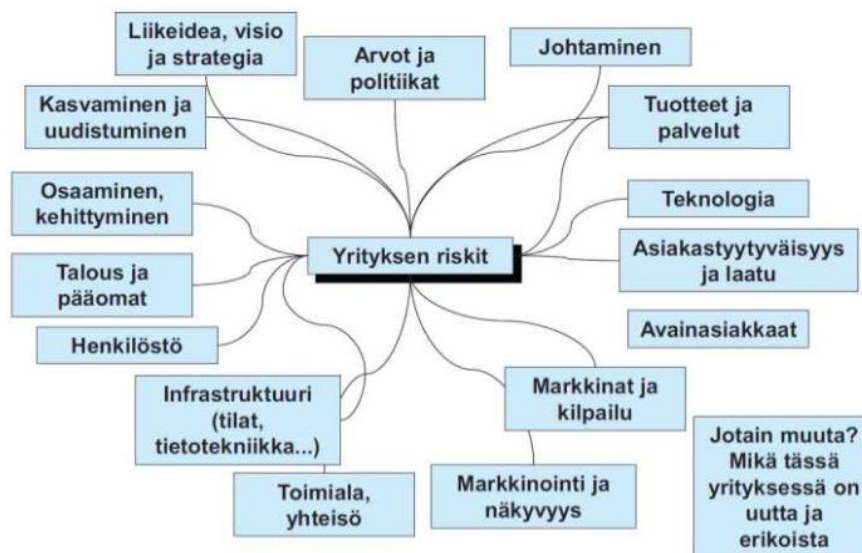 Liikeidea, visio
ja strategia
Arvot ja
politiikat
Johtaminen
Kasvaminen ja
uudistuminen
Tuotteet ja
palvelut
Osaaminen,
kehittyminen
Teknologia
Yrityksen riskit
Asiakastyytyväisyys
ja laatu
Talous ja
pääomat
Avainasiakkaat
Henkilöstö
Infrastruktuuri
(tilat,
tietotekniikka...)
Markkinat ja
kilpailu
Toimiala,
yhteisö
Markkinointi ja
näkyvyys
Jotain muuta?
Mikä tässä
yrityksessä on
uutta ja
erikoista